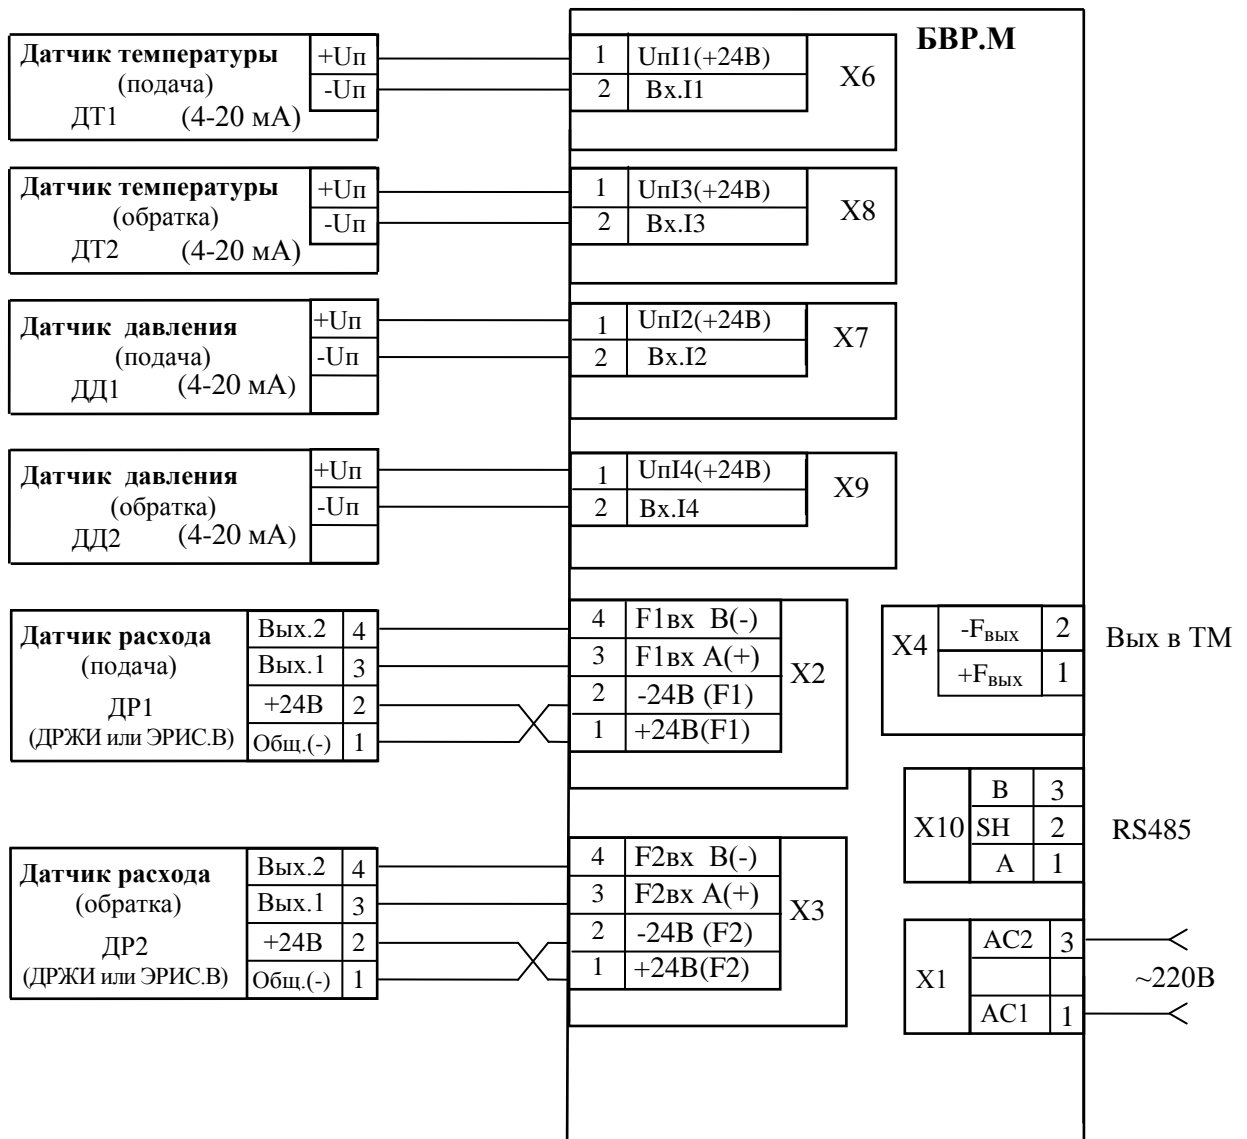 БВР.М
Датчик температуры
(подача)
ДТ1 (4-20 мА)
+Uп
-Uп
1 UпI1(+24В)
2 Вх.I1
X6
Датчик температуры
(обратка)
ДТ2 (4-20 мА)
+Uп
-Uп
1 UпI3(+24В)
2 Вх.I3
X8
Датчик давления
(подача)
ДД1 (4-20 мА)
+Uп
-Uп
1 UпI2(+24В)
2 Вх.I2
X7
Датчик давления
(обратка)
ДД2 (4-20 мА)
+Uп
-Uп
1 UпI4(+24В)
2 Вх.I4
X9
Датчик расхода
(подача)
ДР1
(ДРЖИ или ЭРИС.В)
Вых.2 4
Вых.1 3
+24В 2
Общ.(-) 1
4 F1вх В(-)
3 F1вх А(+)
2 -24В (F1)
1 +24В(F1)
X2
X4
-Fвых 2
+Fвых 1
Вых в ТМ
X10
B 3
SH 2
A 1
RS485
Датчик расхода
(обратка)
ДР2
(ДРЖИ или ЭРИС.В)
Вых.2 4
Вых.1 3
+24В 2
Общ.(-) 1
4 F2вх В(-)
3 F2вх А(+)
2 -24В (F2)
1 +24В(F2)
X3
X1
AC2 3
AC1 1
~220В